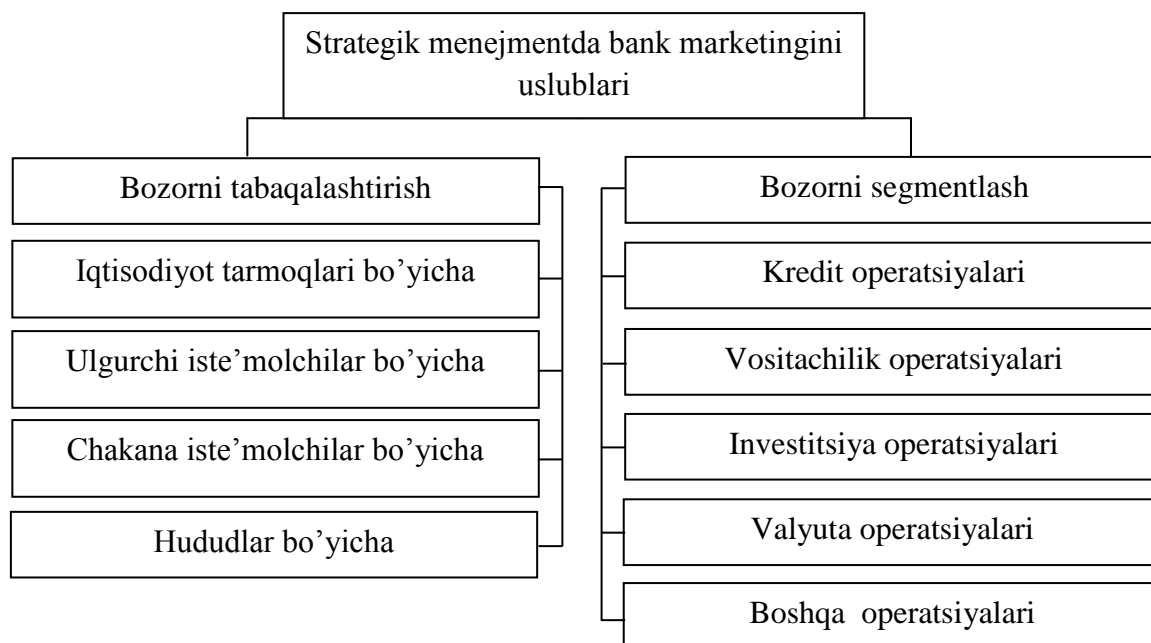 Strategik menejmentda bank marketingini
uslublari
Bozorni tabaqalashtirish
Iqtisodiyot tarmoqlari bo’yicha
Ulgurchi iste’molchilar bo’yicha
Chakana iste’molchilar bo’yicha
Hududlar bo’yicha
Bozorni segmentlash
Kredit operatsiyalari
Vositachilik operatsiyalari
Investitsiya operatsiyalari
Valyuta operatsiyalari
Boshqa operatsiyalari